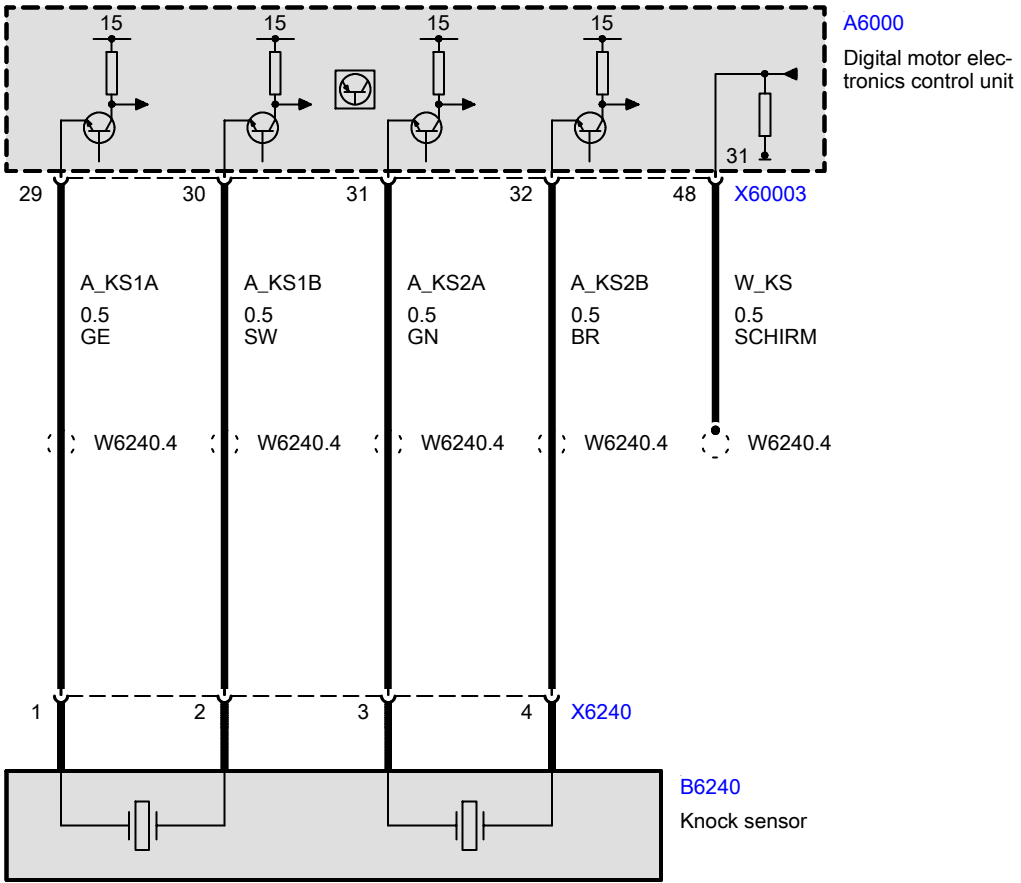 15 15 15 15
A6000
Digital motor elec-
tronics control unit
31
29 30 31 32 48 X60003
A_KS1A A_KS1B A_KS2A A_KS2B W_KS
0.5 0.5 0.5 0.5 0.5
GE SW GN BR SCHIRM
W6240.4 W6240.4 W6240.4 W6240.4 W6240.4
1 2 3 4 X6240
B6240
Knock sensor